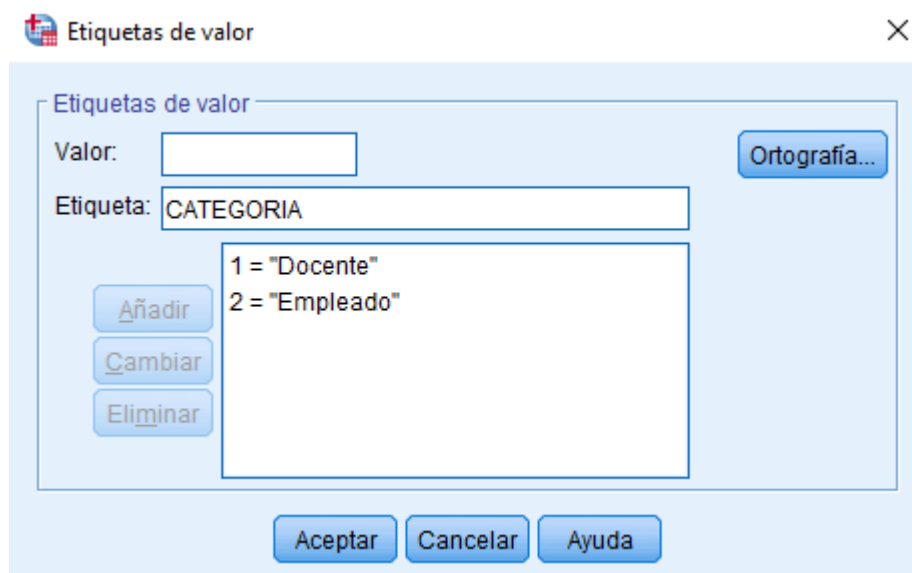 Etiquetas de valor
Etiquetas de valor
Valor:
Ortografía...
Etiqueta: CATEGORIA
1 = "Docente"
2 = "Empleado"
Añadir
Cambiar
Eliminar
Aceptar Cancelar Ayuda